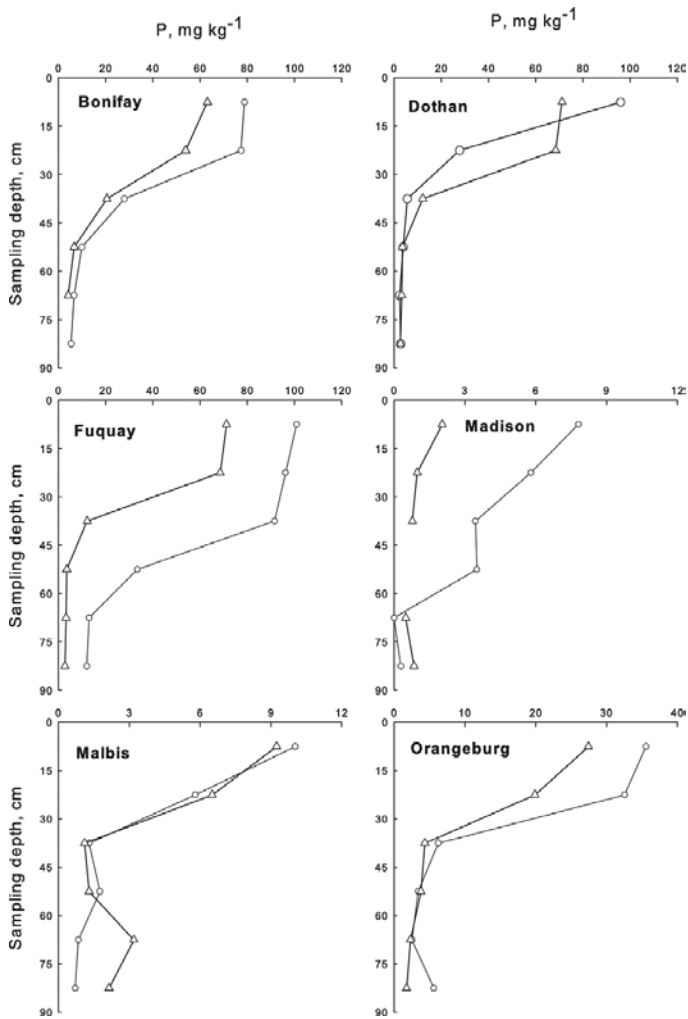 P, mg kg-1
P, mg kg-1
0 20 40 60 80 100 120
0 15 30 45 60 75 90
Sampling depth, cm
Bonifay
0 20 40 60 80 100 120
Dothan
0 20 40 60 80 100 120
0 15 30 45 60 75 90
Sampling depth, cm
Fuquay
0 3 6 9 12
Madison
0 3 6 9 12
0 15 30 45 60 75 90
Sampling depth, cm
Malbis
0 10 20 30 40
Orangeburg